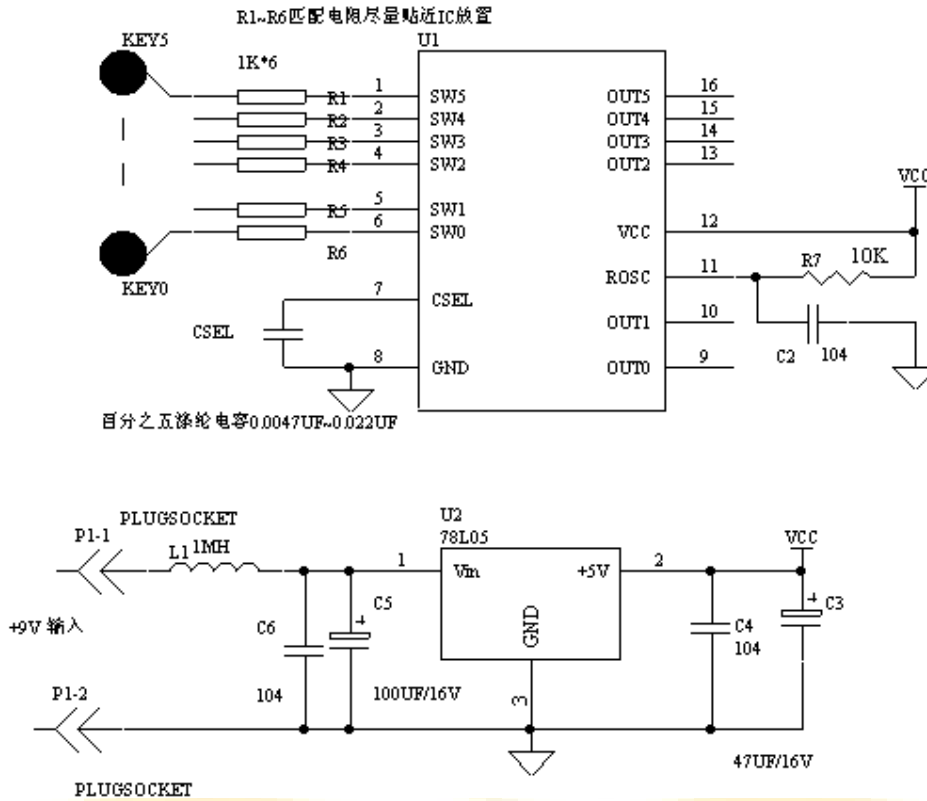 R1~R6匹配电阻尽量贴近IC放置
KEY5
U1
1K*6
1
SW5
OUT5
16
R1
2
SW4
OUT4
15
R2
3
SW3
OUT3
14
R3
4
SW2
OUT2
13
R4
VCC
5
SW1
R5
6
SW0
VCC
12
R6
KEY0
ROSC
11
R7
10K
7
CSEL
CSEL
OUT1
10
C2
104
8
GND
OUT0
9
百分之五涤纶电容0.0047UF~0.022UF
PLUGSOCKET
U2
P1-1
78L05
VCC
L1
1MH
1
Vin
+5V
2
+9V 输入
C6
+
C5
GND
C4
104
+
C3
P1-2
104
100UF/16V
3
47UF/16V
PLUGSOCKET